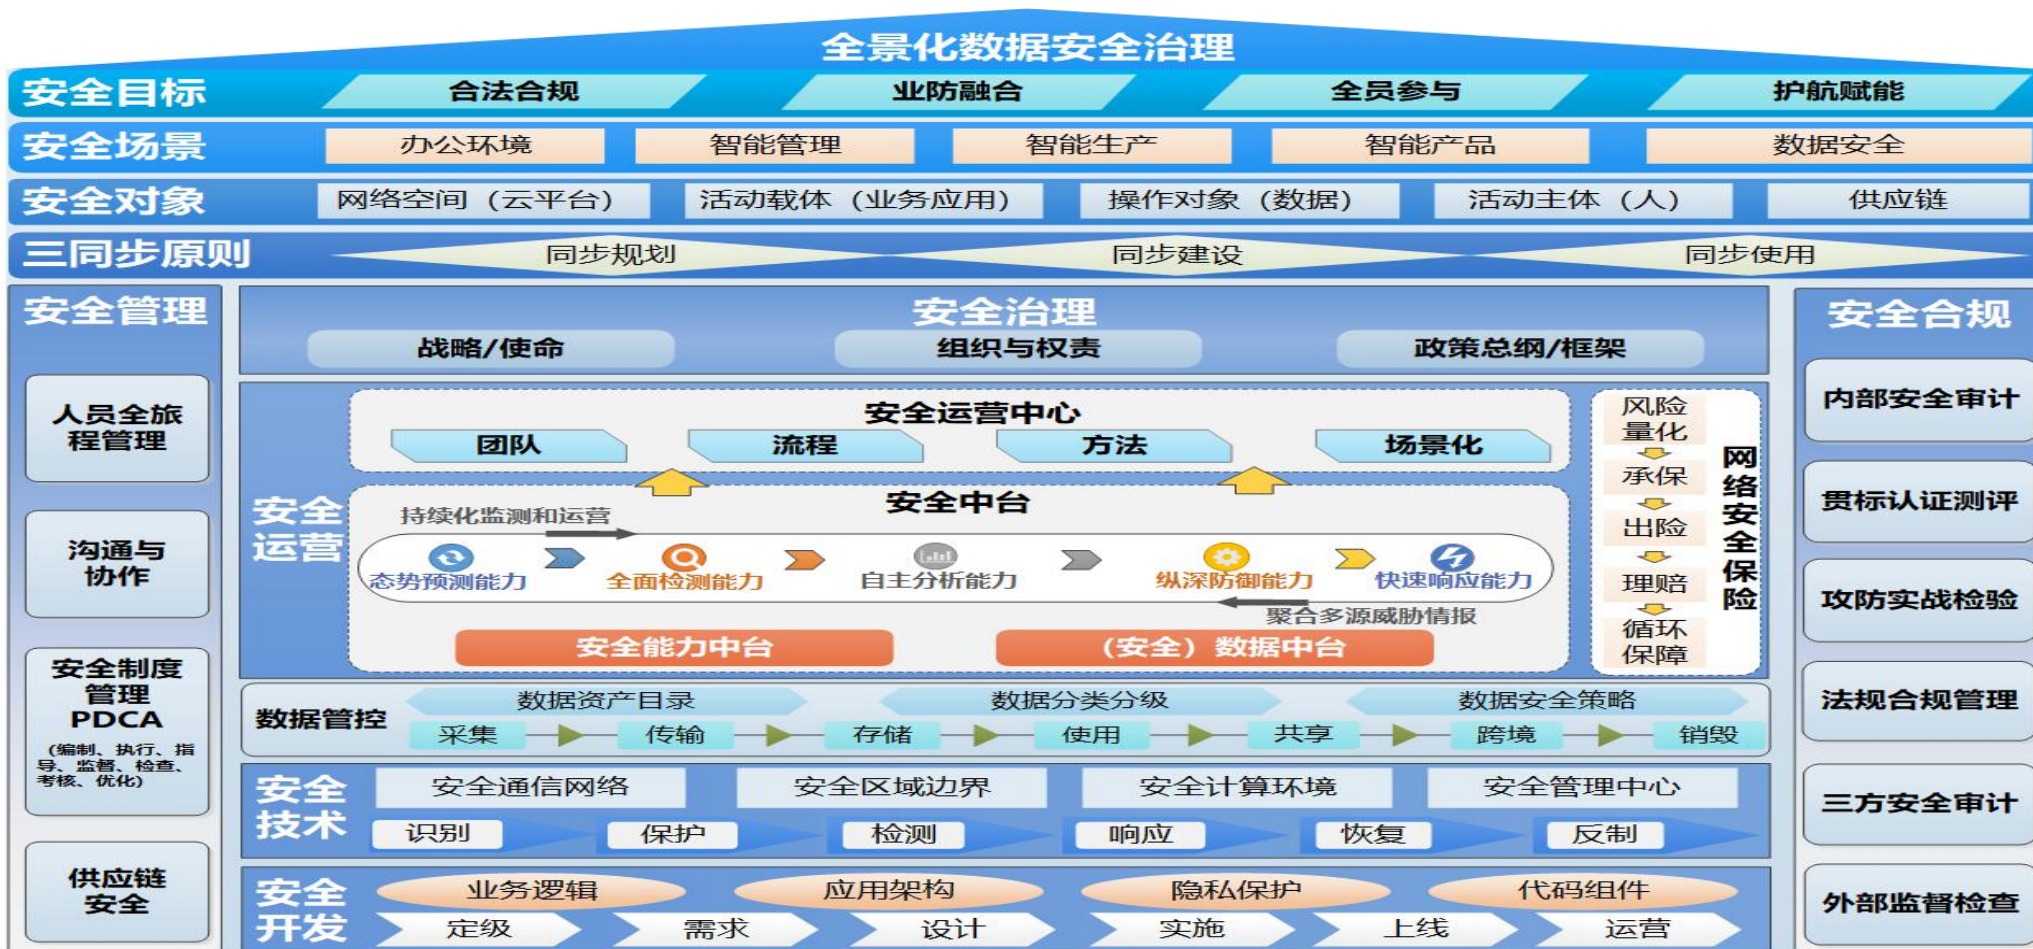 全景化数据安全治理
安全目标 合法合规 业防融合 全员参与 护航赋能
安全场景 办公环境 智能管理 智能生产 智能产品 数据安全
安全对象 网络空间（云平台） 活动载体（业务应用） 操作对象（数据） 活动主体（人） 供应链
三同步原则 同步规划 同步建设 同步使用
安全管理
人员全旅
程管理
沟通与
协作
安全制度
管理
PDCA
（编制、执行、指
导、监督、检查、
考核、优化）
供应链
安全
安全治理
战略/使命 组织与权责 政策总纲/框架
安全
运营
安全运营中心
团队 流程 方法 场景化
安全中台
持续化监测和运营
态势预测能力 全面检测能力 自主分析能力 纵深防御能力 快速响应能力
聚合多源威胁情报
安全能力中台 （安全）数据中台
风险
量化
承保
出险
理赔
循环
保障
网络安全保险
数据管控
数据资产目录 数据分类分级 数据安全策略
采集 传输 存储 使用 共享 跨境 销毁
安全
技术
安全通信网络 安全区域边界 安全计算环境 安全管理中心
识别 保护 检测 响应 恢复 反制
安全
开发
业务逻辑 应用架构 隐私保护 代码组件
定级 需求 设计 实施 上线 运营
安全合规
内部安全审计
贯标认证测评
攻防实战检验
法规合规管理
三方安全审计
外部监督检查